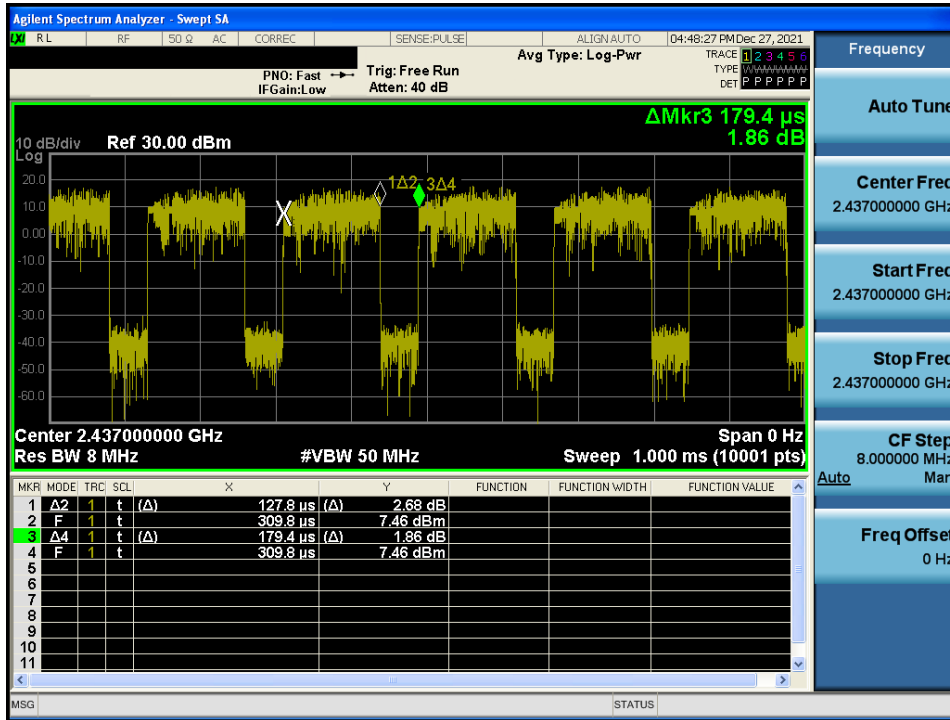 Agilent Spectrum Analyzer - Swept SA
LXI RL RF 50 Ω AC CORREC SENSE:PULSE ALIGN AUTO 04:48:27 PM Dec 27, 2021
PNO: Fast
IFGain:Low
Trig: Free Run
Atten: 40 dB
Avg Type: Log-Pwr
TRACE 1 2 3 4 5 6
TYPE WWWWWW
DET P P P P P P
ΔMkr3 179.4 µs
1.86 dB
10 dB/div
Log
Ref 30.00 dBm
20.0
10.0
0.00
-10.0
-20.0
-30.0
-40.0
-50.0
-60.0
X
1Δ2
3Δ4
Center 2.437000000 GHz Span 0 Hz
Res BW 8 MHz #VBW 50 MHz Sweep 1.000 ms (10001 pts)
MKR MODE TRC SCL X Y FUNCTION FUNCTION WIDTH FUNCTION VALUE
1 Δ2 1 t (Δ) 127.8 µs (Δ) 2.68 dB
2 F 1 t 309.8 µs 7.46 dBm
3 Δ4 1 t (Δ) 179.4 µs (Δ) 1.86 dB
4 F 1 t 309.8 µs 7.46 dBm
5
6
7
8
9
10
11
MSG STATUS
Frequency
Auto Tune
Center Freq
2.437000000 GHz
Start Freq
2.437000000 GHz
Stop Freq
2.437000000 GHz
CF Step
8.000000 MHz
Auto Man
Freq Offset
0 Hz